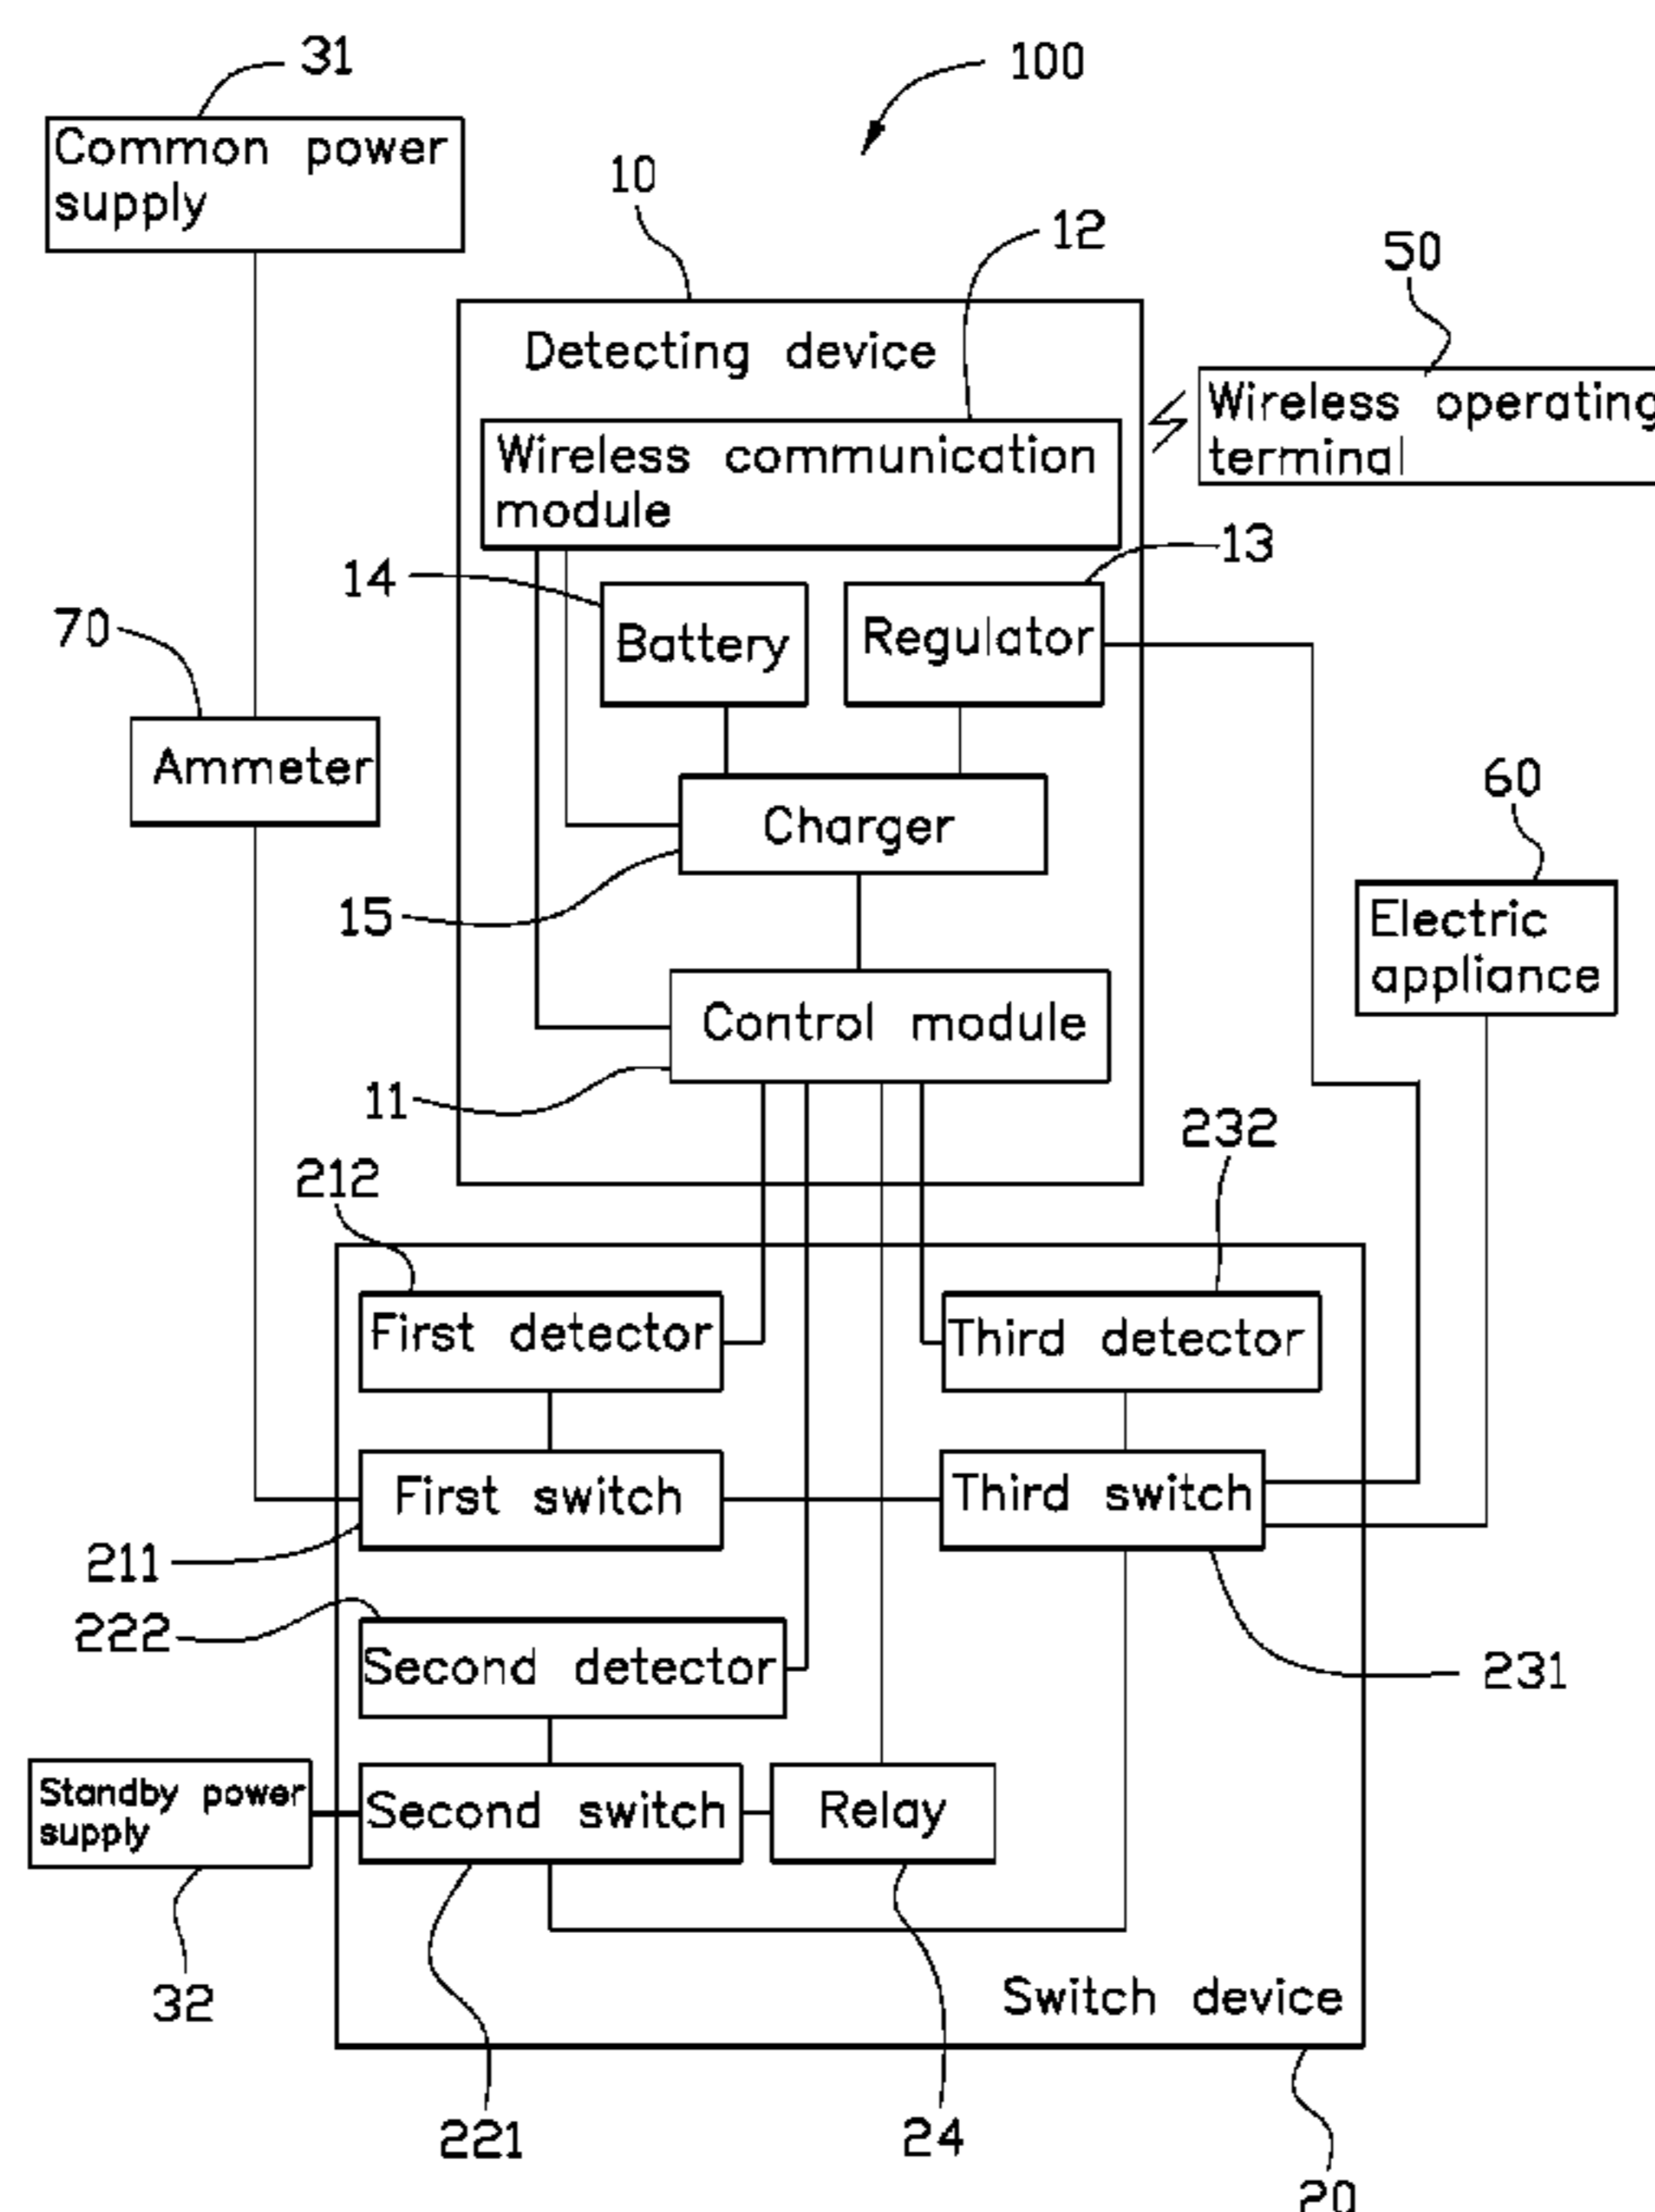 31
100
Common power
supply
10
12
50
Detecting device
Wireless operating
terminal
Wireless communication
module
13
14
70
Battery
Regulator
Ammeter
60
Charger
15
Electric
appliance
Control module
11
232
212
First detector
Third detector
First switch
Third switch
211
222
Second detector
231
Standby power
supply
Second switch
Relay
32
Switch device
221
24
20